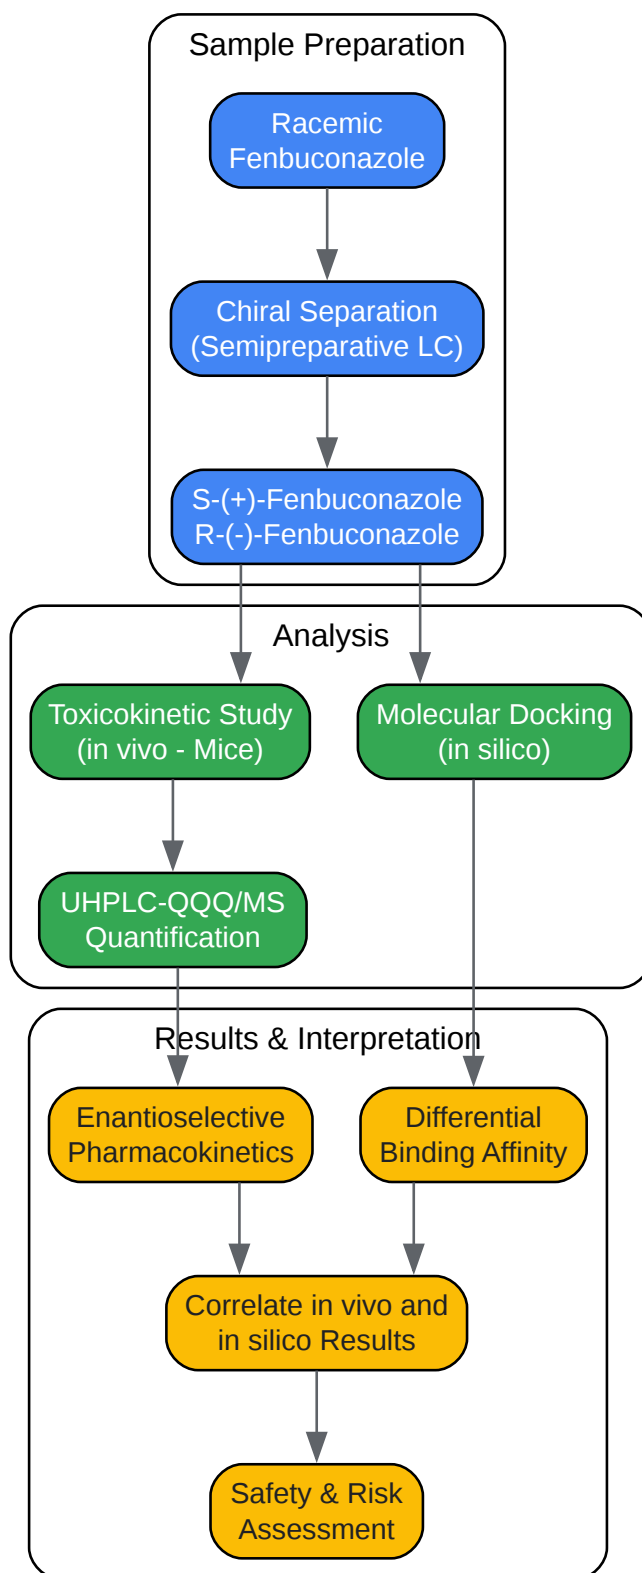 Sample Preparation
Racemic
Fenbuconazole
Chiral Separation
(Semipreparative LC)
S-(+)-Fenbuconazole
R-(-)-Fenbuconazole
Analysis
Toxicokinetic Study
(in vivo - Mice)
Molecular Docking
(in silico)
UHPLC-QQQ/MS
Quantification
Results & Interpretation
Enantioselective
Pharmacokinetics
Differential
Binding Affinity
Correlate in vivo and
in silico Results
Safety & Risk
Assessment